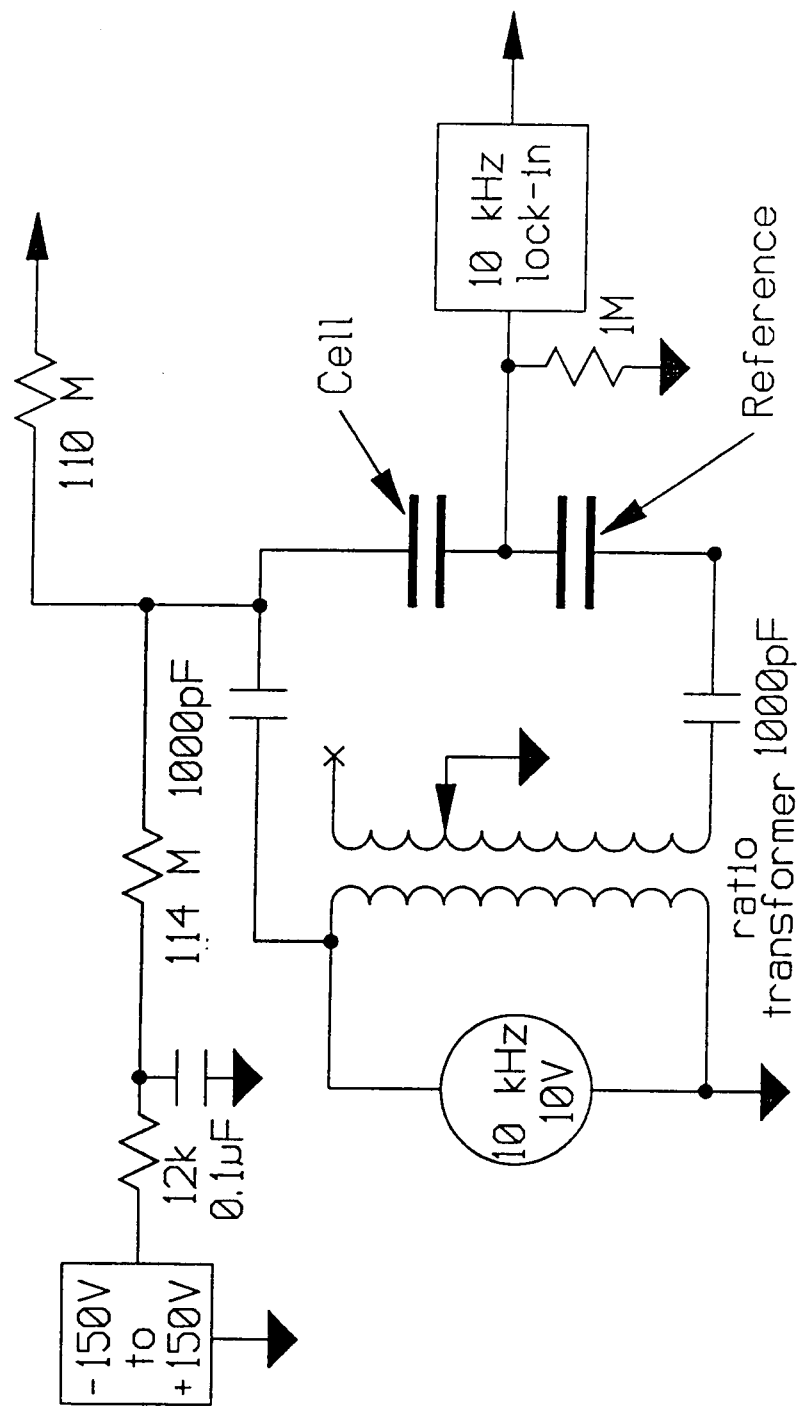 -150V
to
+150V
12k
0.1µF
114 M
110 M
1000pF
10 kHz
10V
ratio
transformer
1000pF
Cell
Reference
1M
10 kHz
lock-in